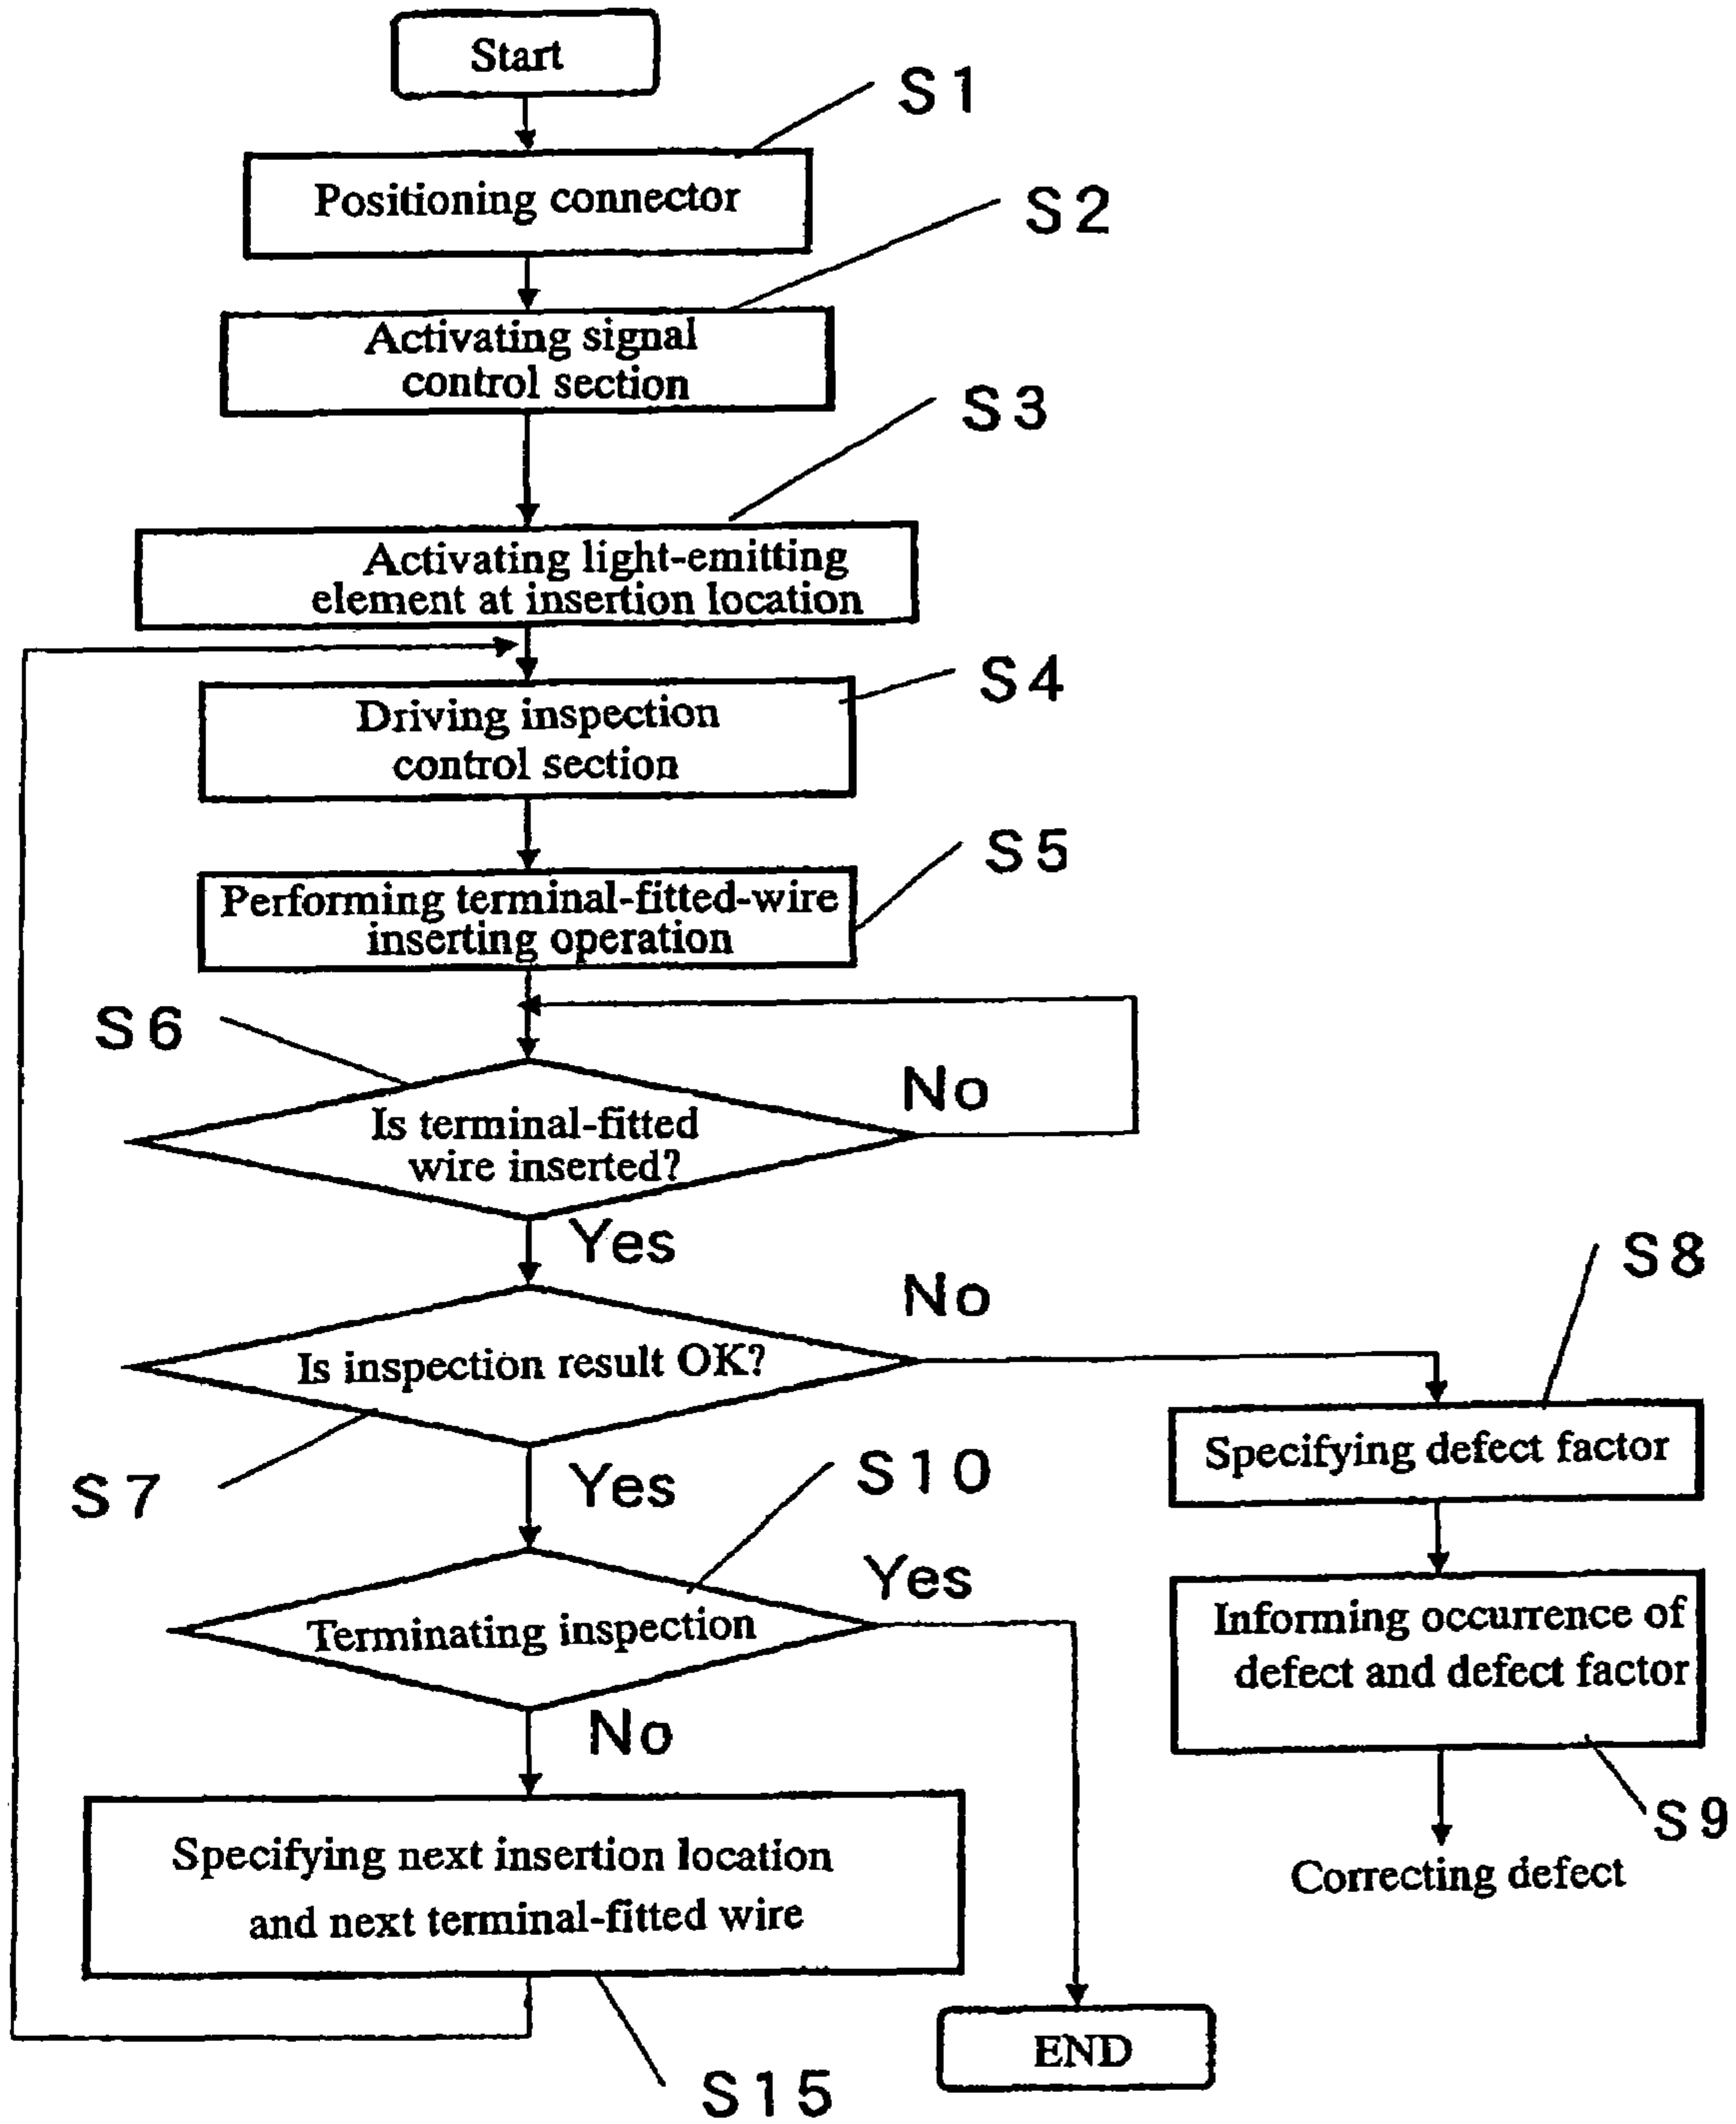 Start
S1
Positioning connector
S2
Activating signal
control section
S3
Activating light-emitting
element at insertion location
S4
Driving inspection
control section
S5
Performing terminal-fitted-wire
inserting operation
S6
No
Is terminal-fitted
wire inserted?
Yes
No
S8
Is inspection result OK?
Specifying defect factor
S7
Yes
S10
Yes
Terminating inspection
Informing occurrence of
defect and defect factor
No
S9
Correcting defect
Specifying next insertion location
and next terminal-fitted wire
END
S15